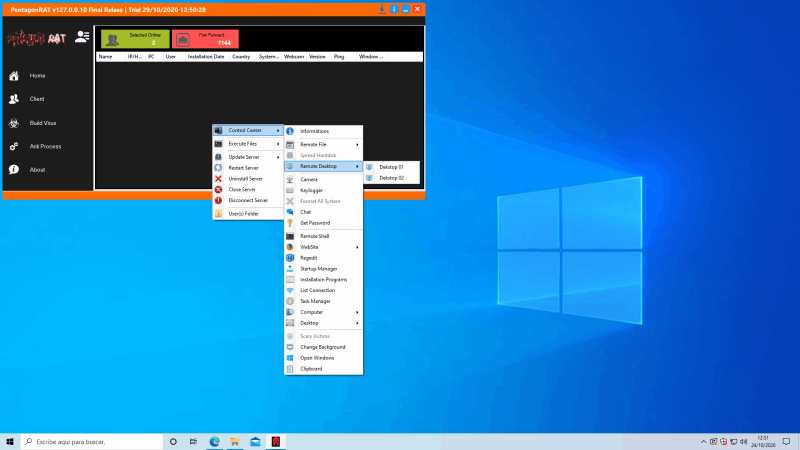 PentagonRAT v127.0.0.10 Final Relase | Trial 29/10/2020 12:50:28
PENTAGON RAT
Selected Online
0
Port Forward
1144
Name IP/H... PC User Installation Date Country System... Webcam Version Ping Window ...
Home
Client
Build Virus
Anti Process
About
Control Center
Execute Files
Update Server
Restart Server
Uninstall Server
Close Server
Disconnect Server
User(s) Folder
Informations
Remote File
Spread Harddisk
Remote Desktop
Camera
Keylogger
Format All System
Chat
Get Password
Remote Shell
WebSite
Regedit
Startup Manager
Installation Programs
List Connection
Task Manager
Computer
Desktop
Scary Victims
Change Background
Open Windows
Clipboard
Dekstop 01
Dekstop 02
Escribe aquí para buscar.
12:51
24/10/2020